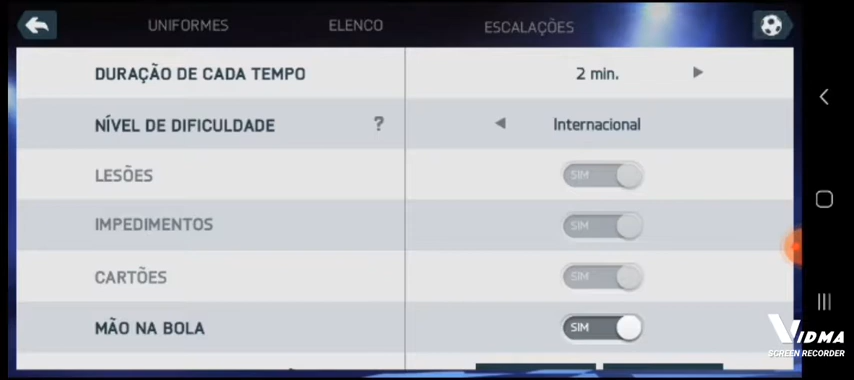 UNIFORMES ELENCO ESCALAÇÕES
DURAÇÃO DE CADA TEMPO 2 min.
NÍVEL DE DIFICULDADE ? Internacional
LESÕES SIM
IMPEDIMENTOS SIM
CARTÕES SIM
MÃO NA BOLA SIM
VIDMA
SCREEN RECORDER